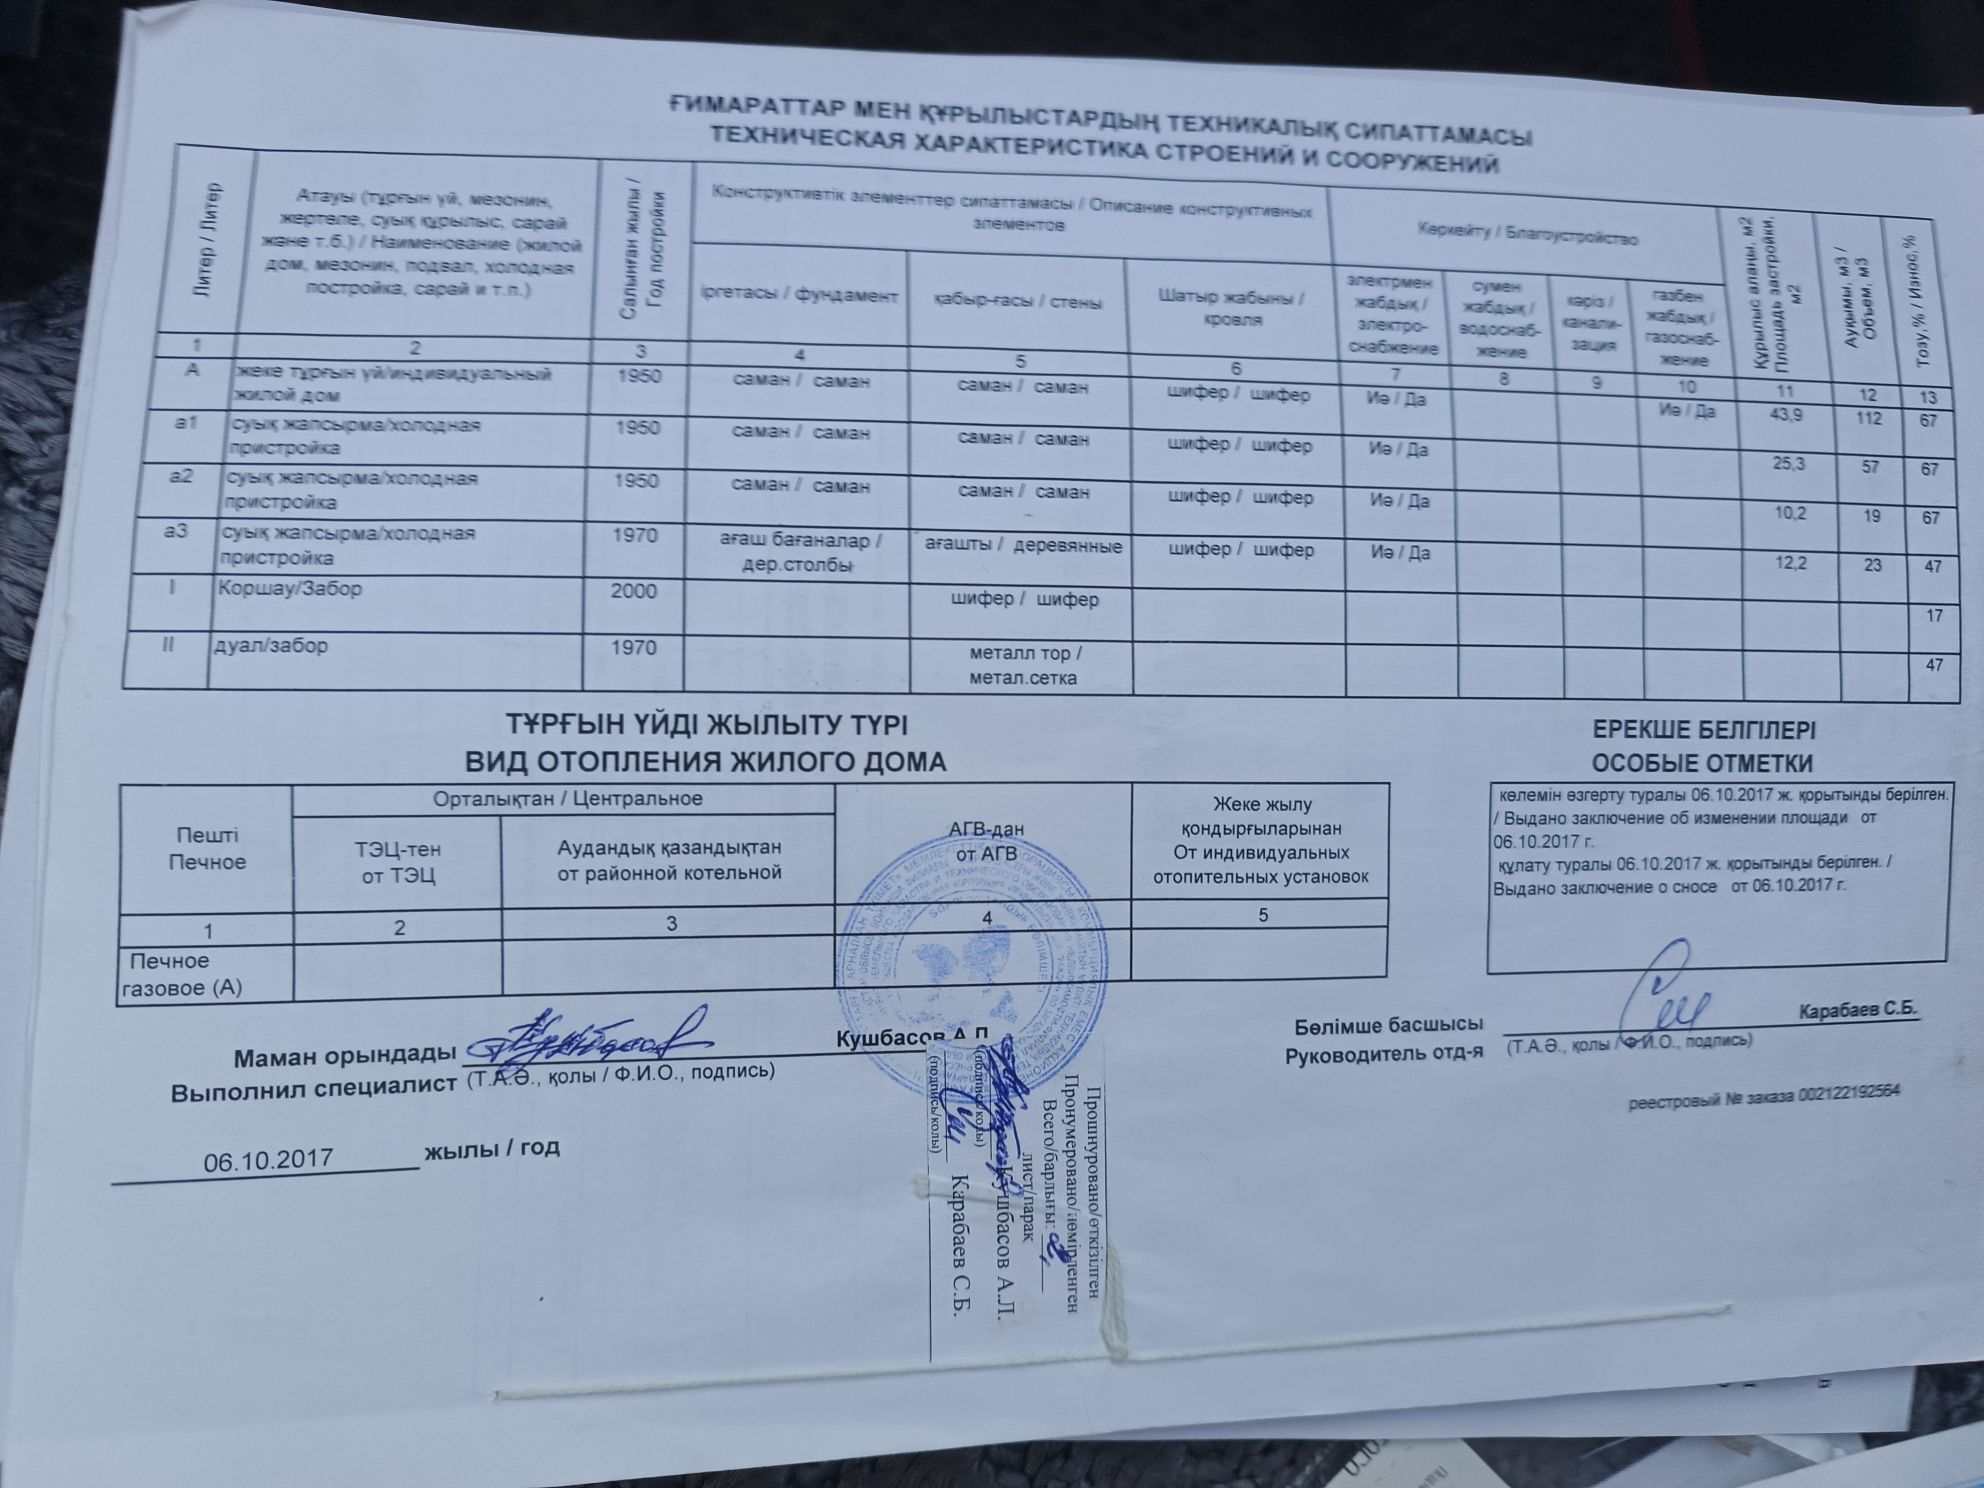 ҒИМАРАТТАР МЕН ҚҰРЫЛЫСТАРДЫҢ ТЕХНИКАЛЫҚ СИПАТТАМАСЫ
ТЕХНИЧЕСКАЯ ХАРАКТЕРИСТИКА СТРОЕНИЙ И СООРУЖЕНИЙ
Литер / Литер
Атауы (тұрғын үй, мезонин,
жертөле, суық құрылыс, сарай
және т.б.) / Наименование (жилой
дом, мезонин, подвал, холодная
постройка, сарай и т.п.)
Салынған жылы /
Год постройки
Конструктивтік элементтер сипаттамасы / Описание конструктивных
элементов
іргетасы / фундамент
қабыр-ғасы / стены
Шатыр жабыны /
кровля
Көркейту / Благоустройство
электрмен
жабдық /
электро-
снабжение
сумен
жабдық /
водоснаб-
жение
кәріз /
канали-
зация
газбен
жабдық /
газоснаб-
жение
Құрылыс алаңы, м2
Площадь застройки,
м2
Ауқымы, м3 /
Объем, м3
Тозу,% / Износ,%
1 2 3 4 5 6 7 8 9 10 11 12 13
А жеке тұрғын үй/индивидуальный жилой дом 1950 саман / саман саман / саман шифер / шифер Иә / Да Иә / Да 43,9 112 67
а1 суық жапсырма/холодная пристройка 1950 саман / саман саман / саман шифер / шифер Иә / Да 25,3 57 67
а2 суық жапсырма/холодная пристройка 1950 саман / саман саман / саман шифер / шифер Иә / Да 10,2 19 67
а3 суық жапсырма/холодная пристройка 1970 ағаш бағаналар / дер.столбы ағашты / деревянные шифер / шифер Иә / Да 12,2 23 47
I Коршау/Забор 2000 шифер / шифер 17
II дуал/забор 1970 металл тор / метал.сетка 47
ТҰРҒЫН ҮЙДІ ЖЫЛЫТУ ТҮРІ
ВИД ОТОПЛЕНИЯ ЖИЛОГО ДОМА
Пешті
Печное
Орталықтан / Центральное
ТЭЦ-тен
от ТЭЦ
Аудандық қазандықтан
от районной котельной
АГВ-дан
от АГВ
Жеке жылу
қондырғыларынан
От индивидуальных
отопительных установок
1 2 3 4 5
Печное
газовое (А)
ЕРЕКШЕ БЕЛГІЛЕРІ
ОСОБЫЕ ОТМЕТКИ
көлемін өзгерту туралы 06.10.2017 ж. қорытынды берілген.
/ Выдано заключение об изменении площади от
06.10.2017 г.
құлату туралы 06.10.2017 ж. қорытынды берілген. /
Выдано заключение о сносе от 06.10.2017 г.
Маман орындады
Кушбасов А.Л.
Выполнил специалист (Т.А.Ә., қолы / Ф.И.О., подпись)
06.10.2017 жылы / год
Бөлімше басшысы
Карабаев С.Б.
Руководитель отд-я (Т.А.Ә., қолы / Ф.И.О., подпись)
реестровый № заказа 002122192564
Прошнуровано/өткізілген
Пронумеровано/нөмірленген
Всего/барлығы:
лист/парақ
Кушбасов А.Л.
(подпись/қолы)
Карабаев С.Б.
(подпись/қолы)